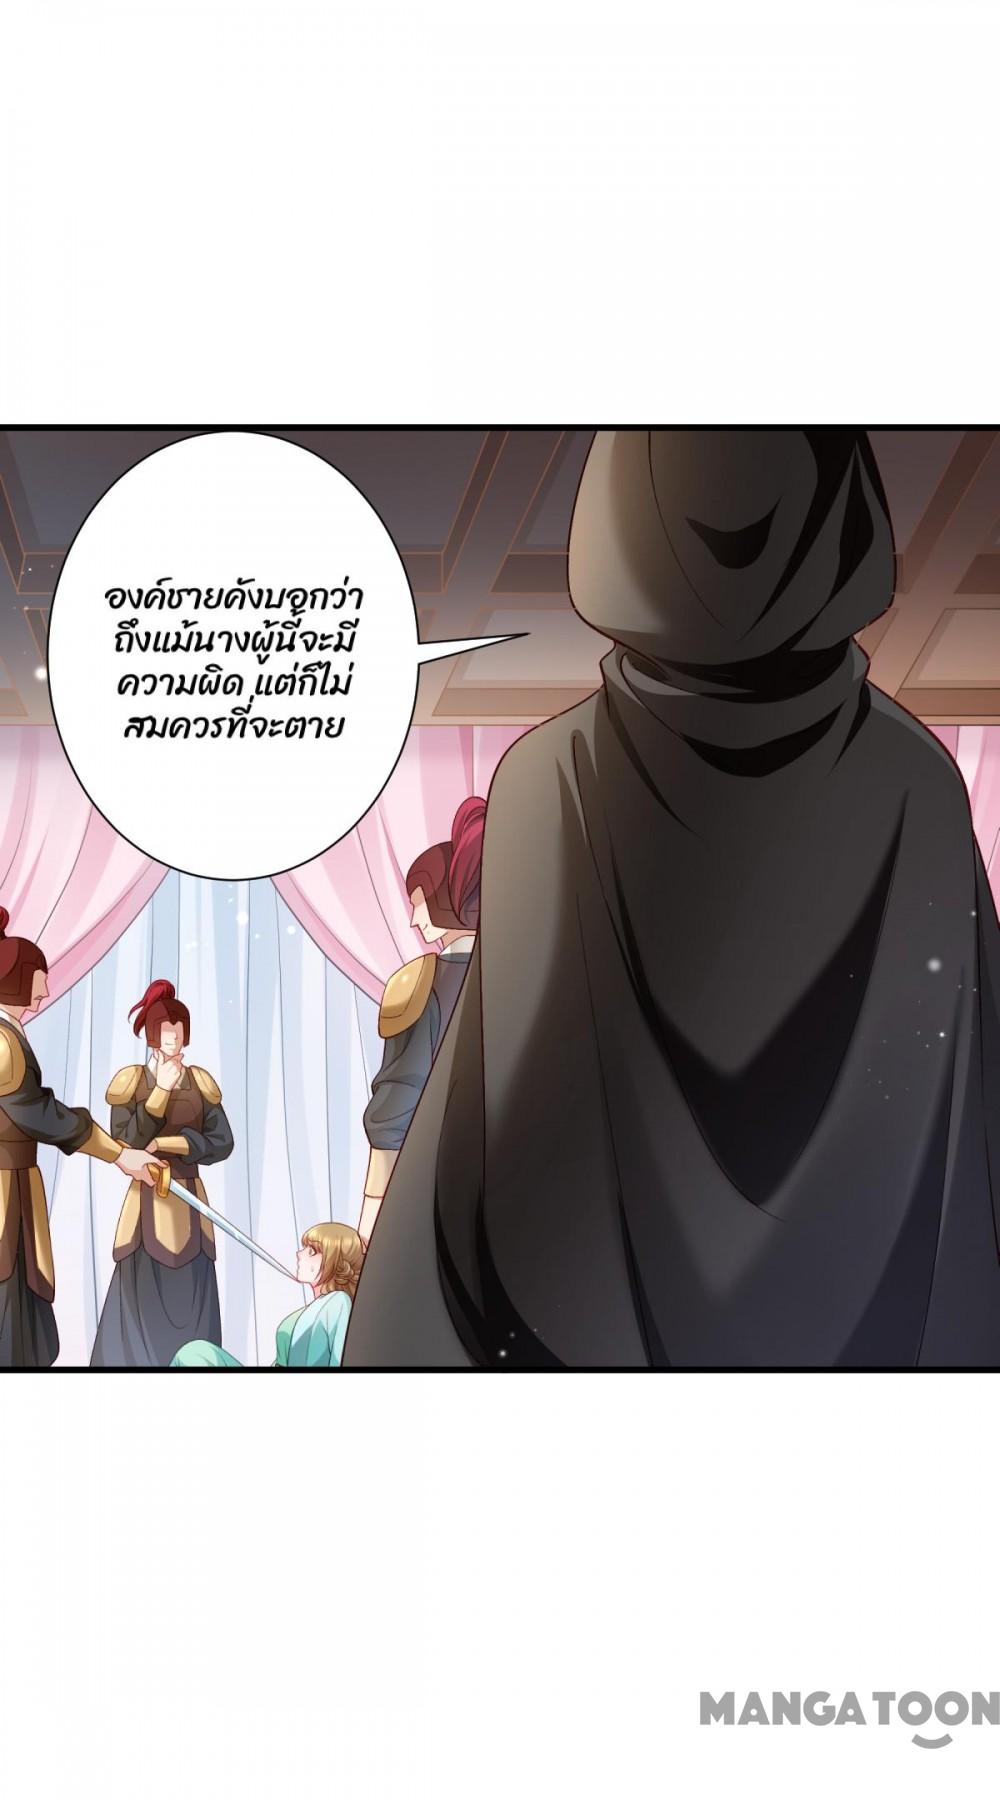 องค์ชายคังบอกว่า
ถึงแม้นางผู้นี้จะมี
ความผิด แต่ก็ไม่
สมควรที่จะตาย
MANGATOON